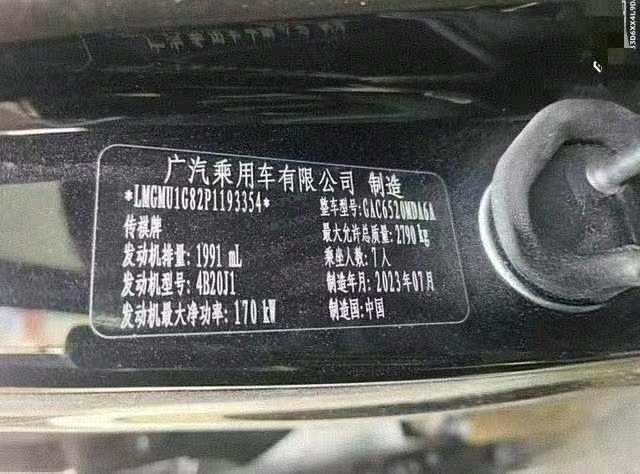 广汽乘用车有限公司 制造
*LMGMU1G82P1193354*
整车型号:GAC6520MDA6A
传祺牌
最大允许总质量: 2790 kg
发动机排量: 1991 mL
乘坐人数: 7人
发动机型号: 4B20J1
制造年月: 2023年07月
发动机最大净功率: 170 kW
制造国: 中国